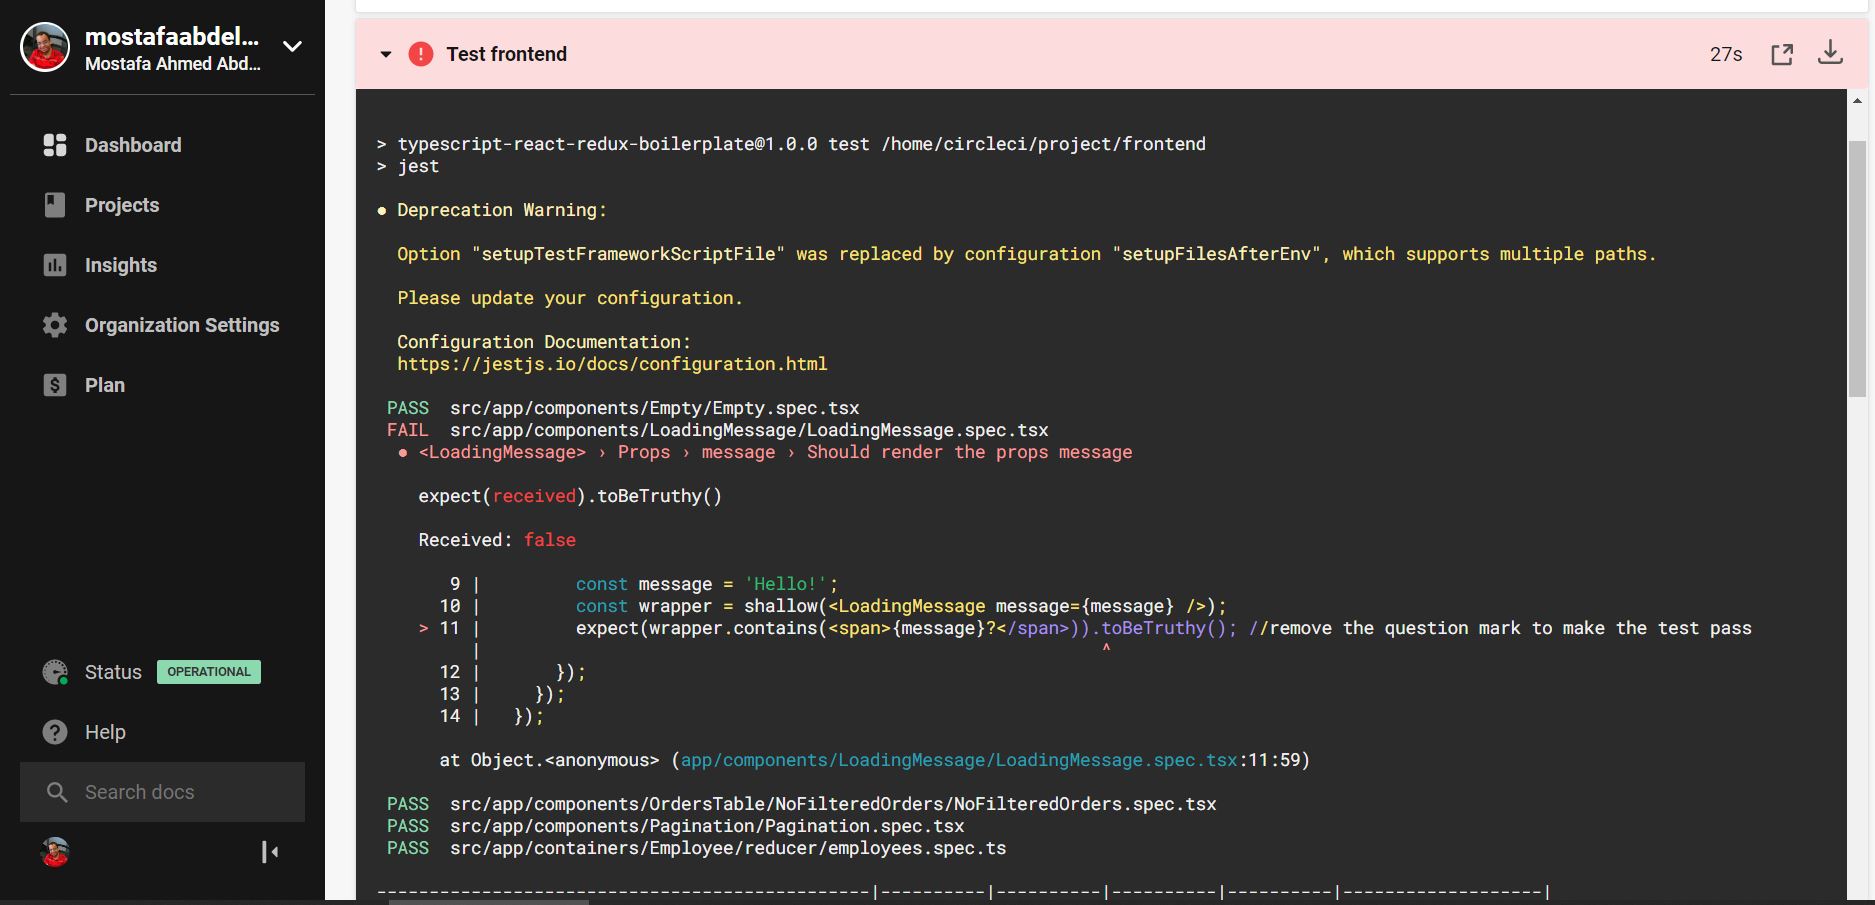 mostafaabdel...
Mostafa Ahmed Abd...
Dashboard
Projects
Insights
Organization Settings
Plan
Status OPERATIONAL
Help
Search docs
Test frontend
27s
> typescript-react-redux-boilerplate@1.0.0 test /home/circleci/project/frontend
> jest
● Deprecation Warning:
Option "setupTestFrameworkScriptFile" was replaced by configuration "setupFilesAfterEnv", which supports multiple paths.
Please update your configuration.
Configuration Documentation:
https://jestjs.io/docs/configuration.html
PASS src/app/components/Empty/Empty.spec.tsx
FAIL src/app/components/LoadingMessage/LoadingMessage.spec.tsx
● <LoadingMessage> › Props › message › Should render the props message
expect(received).toBeTruthy()
Received: false
9 | const message = 'Hello!';
10 | const wrapper = shallow(<LoadingMessage message={message} />);
> 11 | expect(wrapper.contains(<span>{message}?</span>)).toBeTruthy(); //remove the question mark to make the test pass
| ^
12 | });
13 | });
14 | });
at Object.<anonymous> (app/components/LoadingMessage/LoadingMessage.spec.tsx:11:59)
PASS src/app/components/OrdersTable/NoFilteredOrders/NoFilteredOrders.spec.tsx
PASS src/app/components/Pagination/Pagination.spec.tsx
PASS src/app/containers/Employee/reducer/employees.spec.ts
-----------------------------------------------|----------|----------|----------|----------|-------------------|